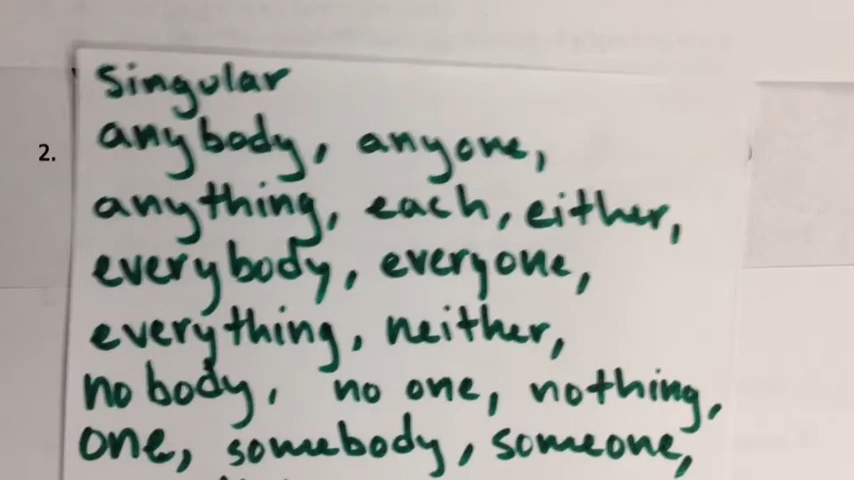 singular
2.
anybody, anyone,
anything, each, either,
everybody, everyone,
everything, neither,
nobody, no one, nothing,
one, somebody, someone,